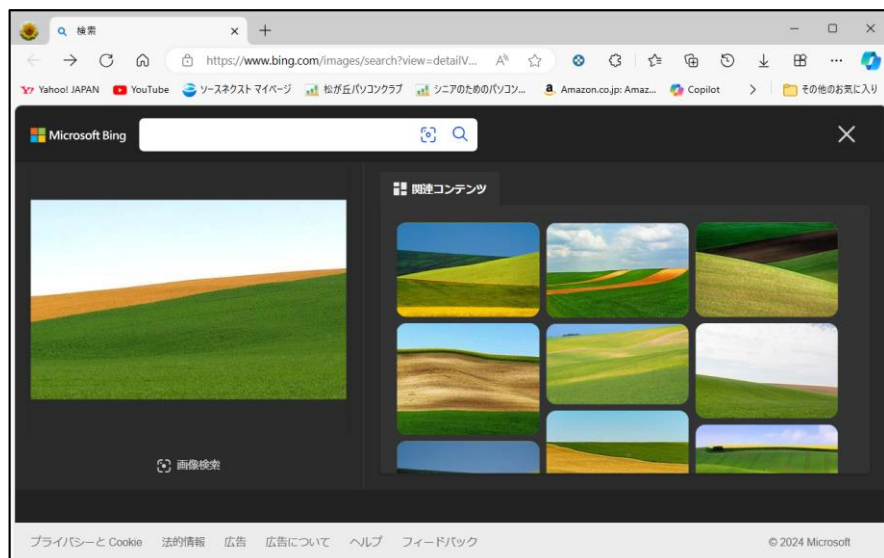 検索
https://www.bing.com/images/search?view=detailV...
Yahoo! JAPAN YouTube ソースネクスト マイページ 松が丘パソコンクラブ シニアのためのパソコン... Amazon.co.jp: Amaz... Copilot その他のお気に入り
Microsoft Bing
関連コンテンツ
画像検索
プライバシーと Cookie 法的情報 広告 広告について ヘルプ フィードバック © 2024 Microsoft